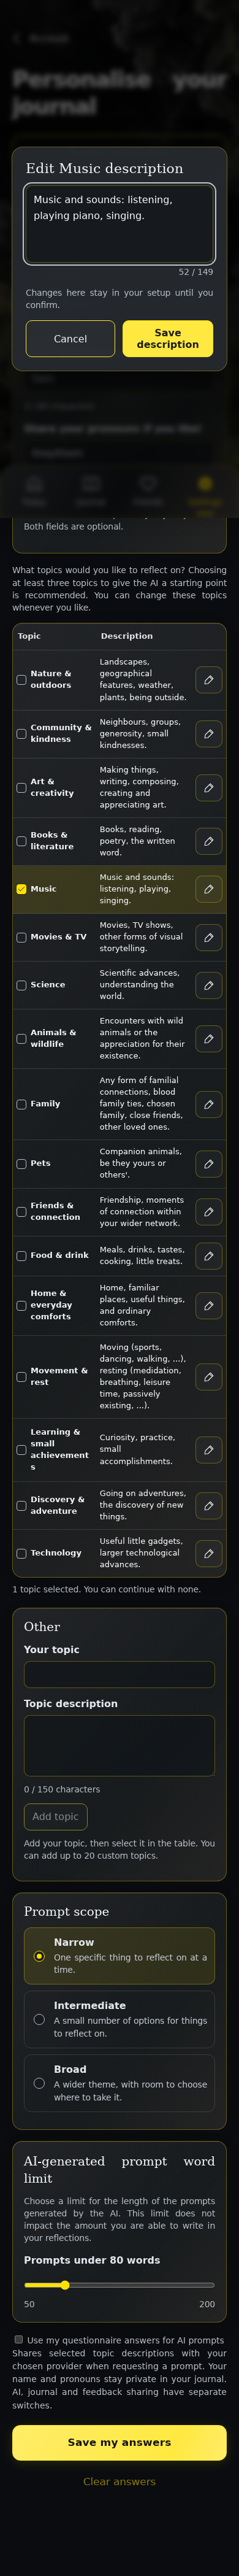 Personalise your
journal
Edit Music description
Music and sounds: listening,
playing piano, singing.
52 / 149
Changes here stay in your setup until you
confirm.
Cancel
Save
description
Both fields are optional.
What topics would you like to reflect on? Choosing
at least three topics to give the AI a starting point
is recommended. You can change these topics
whenever you like.
Topic Description
Nature &
outdoors
Landscapes,
geographical
features, weather,
plants, being outside.
Community &
kindness
Neighbours, groups,
generosity, small
kindnesses.
Art &
creativity
Making things,
writing, composing,
creating and
appreciating art.
Books &
literature
Books, reading,
poetry, the written
word.
Music
Music and sounds:
listening, playing,
singing.
Movies & TV
Movies, TV shows,
other forms of visual
storytelling.
Science
Scientific advances,
understanding the
world.
Animals &
wildlife
Encounters with wild
animals or the
appreciation for their
existence.
Family
Any form of familial
connections, blood
family ties, chosen
family, close friends,
other loved ones.
Pets
Companion animals,
be they yours or
others'.
Friends &
connection
Friendship, moments
of connection within
your wider network.
Food & drink
Meals, drinks, tastes,
cooking, little treats.
Home &
everyday
comforts
Home, familiar
places, useful things,
and ordinary
comforts.
Movement &
rest
Moving (sports,
dancing, walking, ...),
resting (medidation,
breathing, leisure
time, passively
existing, ...).
Learning &
small
achievement
s
Curiosity, practice,
small
accomplishments.
Discovery &
adventure
Going on adventures,
the discovery of new
things.
Technology
Useful little gadgets,
larger technological
advances.
1 topic selected. You can continue with none.
Other
Your topic
Topic description
0 / 150 characters
Add topic
Add your topic, then select it in the table. You
can add up to 20 custom topics.
Prompt scope
Narrow
One specific thing to reflect on at a
time.
Intermediate
A small number of options for things
to reflect on.
Broad
A wider theme, with room to choose
where to take it.
AI-generated prompt word
limit
Choose a limit for the length of the prompts
generated by the AI. This limit does not
impact the amount you are able to write in
your reflections.
Prompts under 80 words
50 200
Use my questionnaire answers for AI prompts
Shares selected topic descriptions with your
chosen provider when requesting a prompt. Your
name and pronouns stay private in your journal.
AI, journal and feedback sharing have separate
switches.
Save my answers
Clear answers